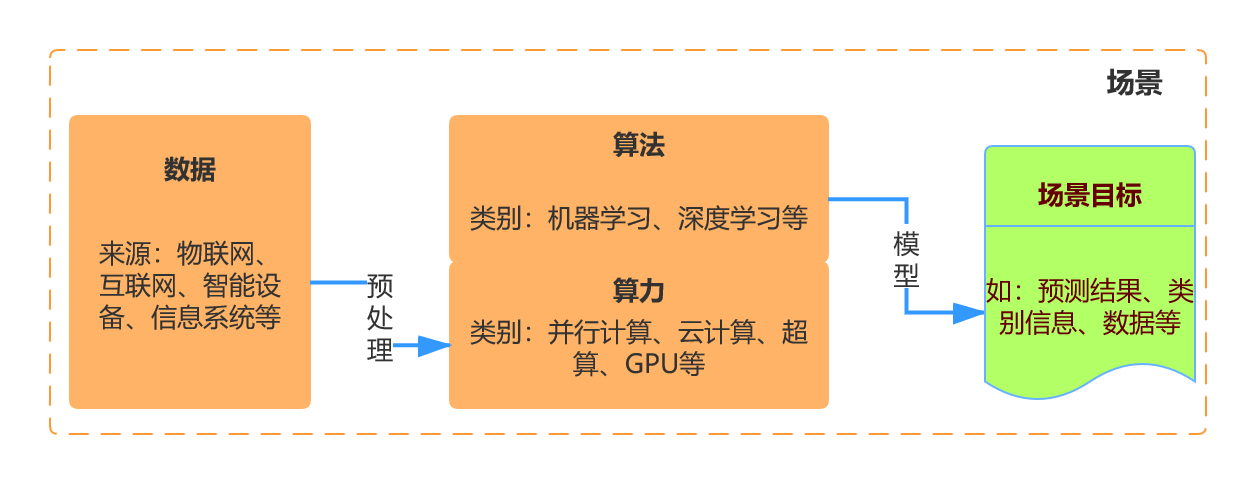 场景
数据
来源：物联网、
互联网、智能设
备、信息系统等
预
处
理
算法
类别：机器学习、深度学习等
算力
类别：并行计算、云计算、超
算、GPU等
模
型
场景目标
如：预测结果、类
别信息、数据等